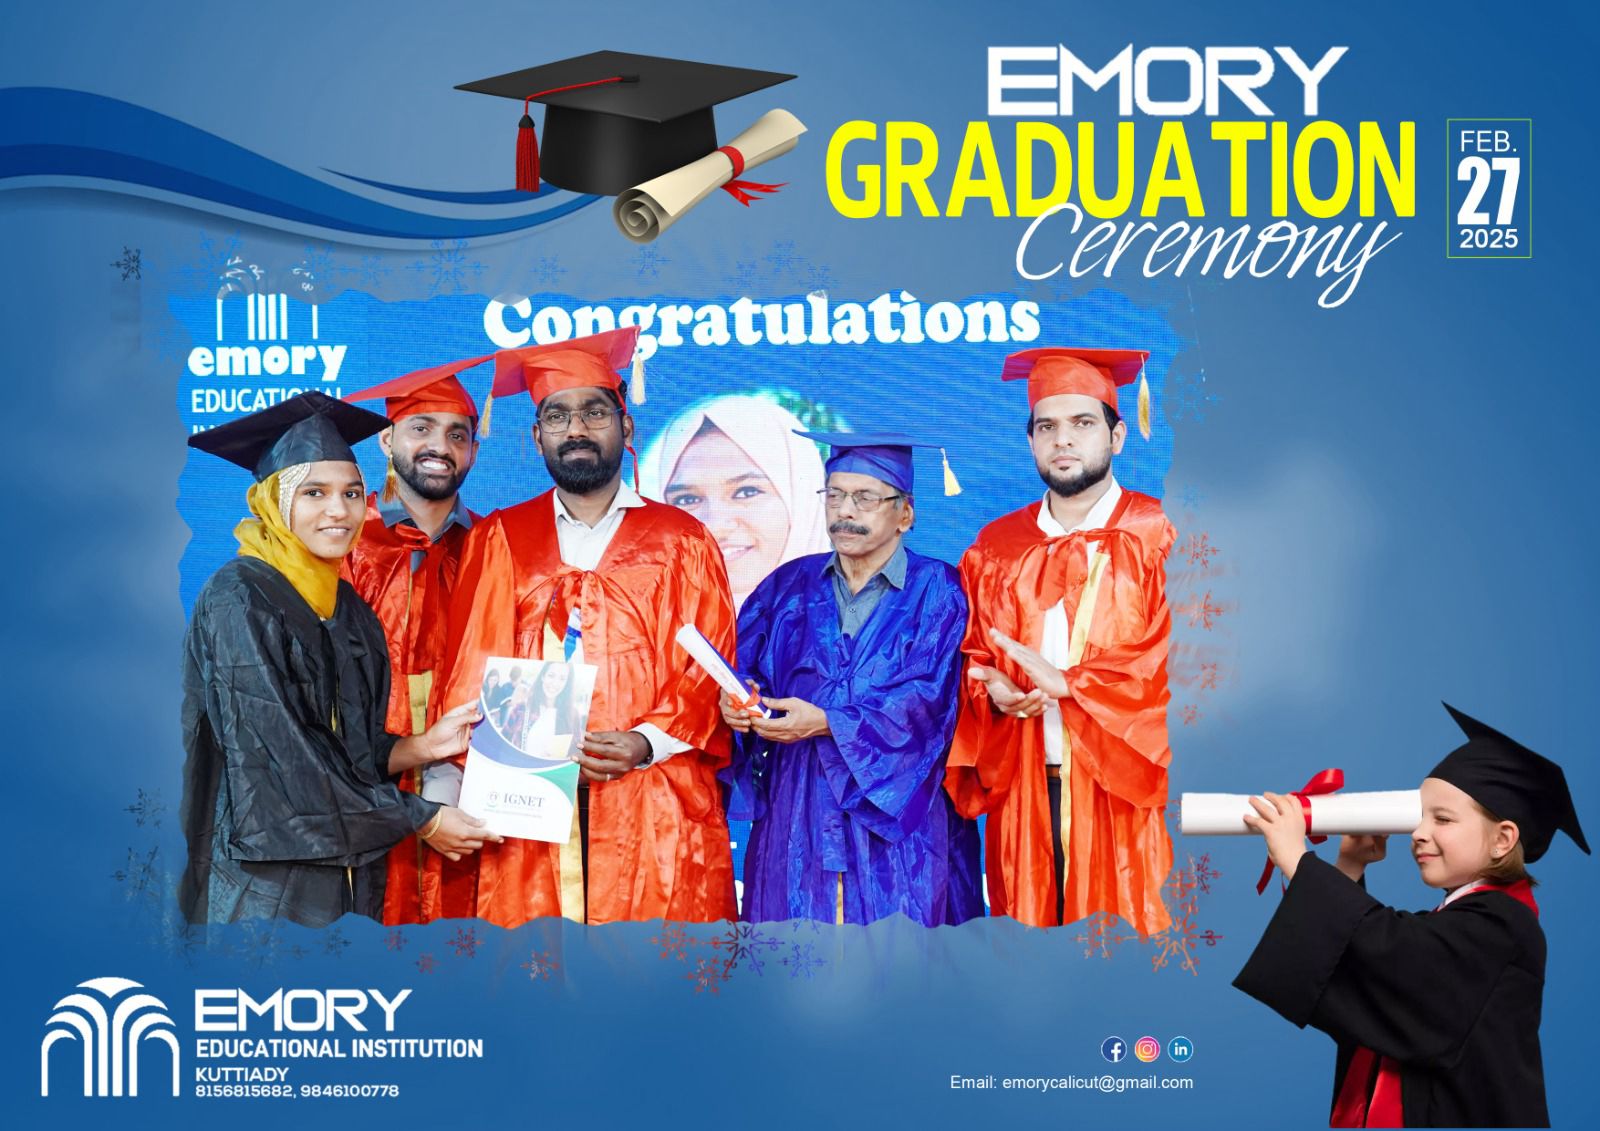 EMORY
GRADUATION
Ceremony
FEB.
27
2025
Congratulations
emory
EDUCATIONAL
IGNET
EMORY
EDUCATIONAL INSTITUTION
KUTTIADY
8156815682, 9846100778
Email: emorycalicut@gmail.com